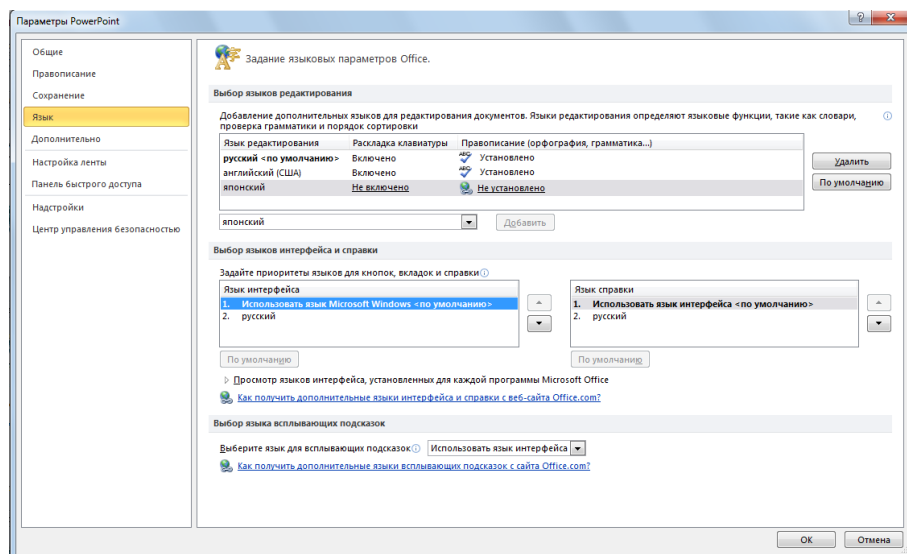 Параметры PowerPoint
Общие
Правописание
Сохранение
Язык
Дополнительно
Настройка ленты
Панель быстрого доступа
Надстройки
Центр управления безопасностью
Задание языковых параметров Office.
Выбор языков редактирования
Добавление дополнительных языков для редактирования документов. Языки редактирования определяют языковые функции, такие как словари,
проверка грамматики и порядок сортировки
Язык редактирования Раскладка клавиатуры Правописание (орфография, грамматика...)
русский <по умолчанию> Включено Установлено
английский (США) Включено Установлено
японский Не включено Не установлено
Удалить
По умолчанию
японский Добавить
Выбор языков интерфейса и справки
Задайте приоритеты языков для кнопок, вкладок и справки
Язык интерфейса
1. Использовать язык Microsoft Windows <по умолчанию>
2. русский
По умолчанию
Язык справки
1. Использовать язык интерфейса <по умолчанию>
2. русский
По умолчанию
Просмотр языков интерфейса, установленных для каждой программы Microsoft Office
Как получить дополнительные языки интерфейса и справки с веб-сайта Office.com?
Выбор языка всплывающих подсказок
Выберите язык для всплывающих подсказок Использовать язык интерфейса
Как получить дополнительные языки всплывающих подсказок с сайта Office.com?
ОК Отмена